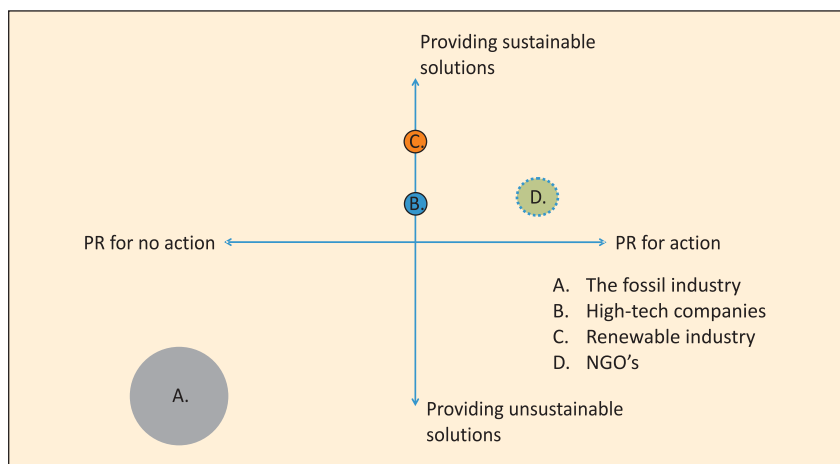 Providing sustainable
solutions
C.
D.
B.
PR for no action
PR for action
A. The fossil industry
B. High-tech companies
C. Renewable industry
D. NGO's
A.
Providing unsustainable
solutions